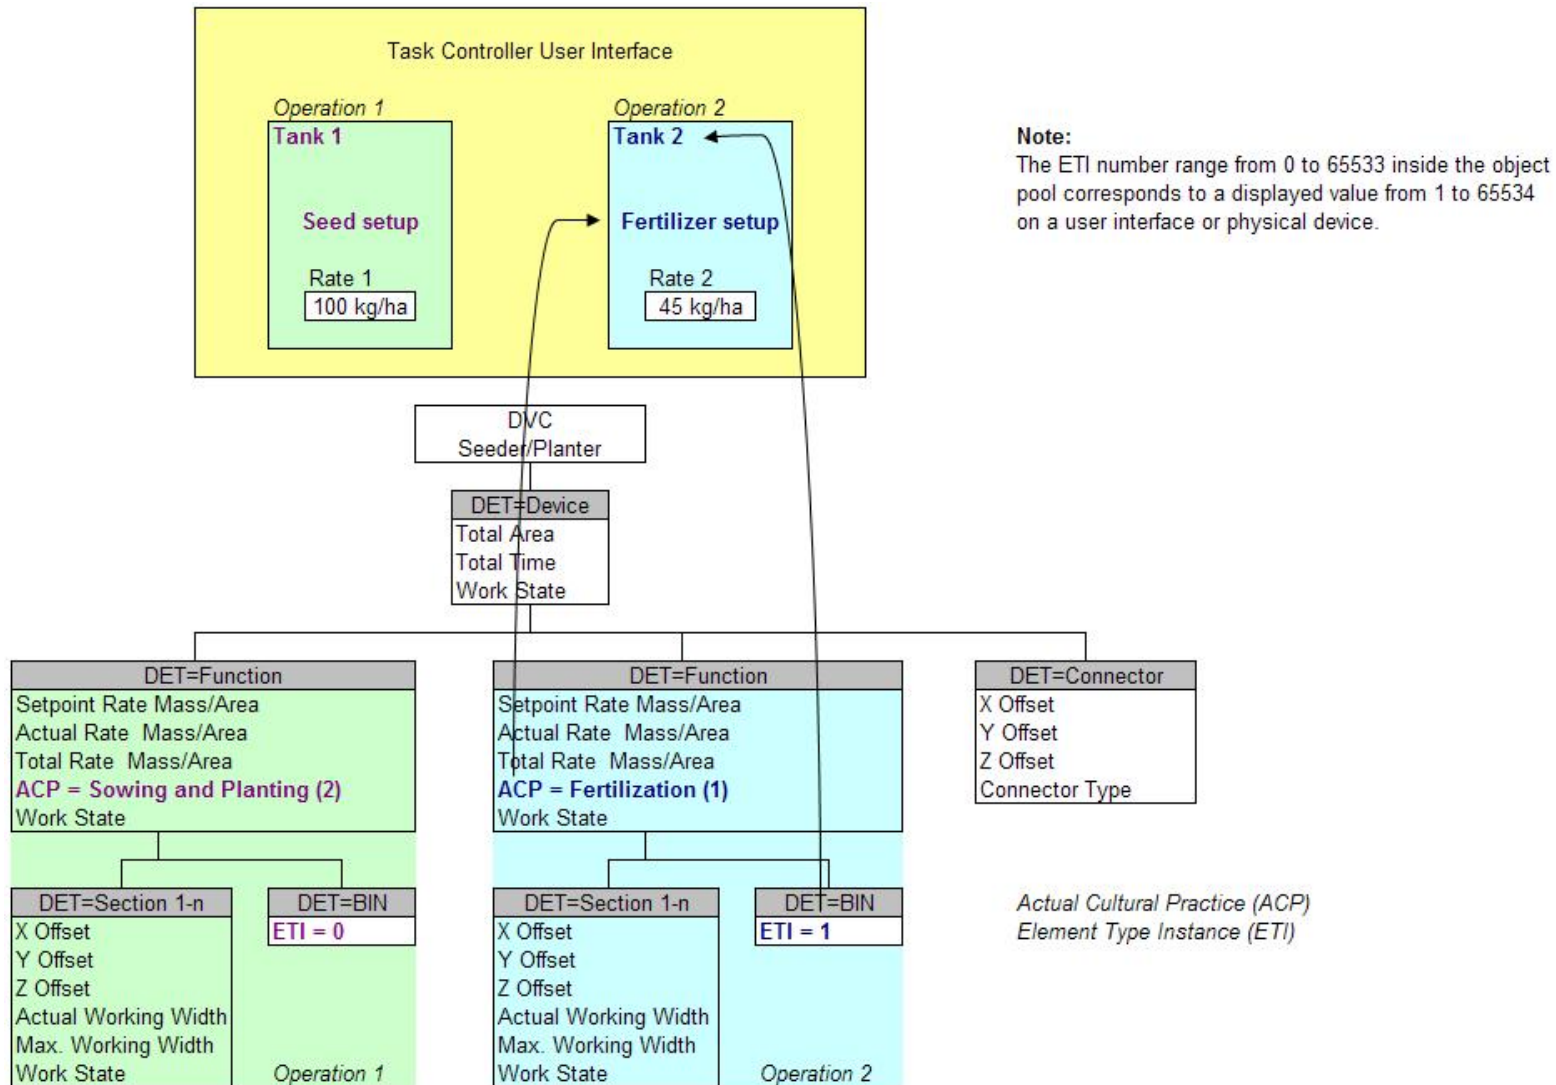 Task Controller User Interface
Operation 1
Tank 1
Seed setup
Rate 1
100 kg/ha
Operation 2
Tank 2
Fertilizer setup
Rate 2
45 kg/ha
Note:
The ETI number range from 0 to 65533 inside the object
pool corresponds to a displayed value from 1 to 65534
on a user interface or physical device.
DVC
Seeder/Planter
DET=Device
Total Area
Total Time
Work State
DET=Function
Setpoint Rate Mass/Area
Actual Rate  Mass/Area
Total Rate  Mass/Area
ACP = Sowing and Planting (2)
Work State
DET=Function
Setpoint Rate Mass/Area
Actual Rate  Mass/Area
Total Rate  Mass/Area
ACP = Fertilization (1)
Work State
DET=Connector
X Offset
Y Offset
Z Offset
Connector Type
DET=Section 1-n
X Offset
Y Offset
Z Offset
Actual Working Width
Max. Working Width
Work State
DET=BIN
ETI = 0
Operation 1
DET=Section 1-n
X Offset
Y Offset
Z Offset
Actual Working Width
Max. Working Width
Work State
DET=BIN
ETI = 1
Operation 2
Actual Cultural Practice (ACP)
Element Type Instance (ETI)